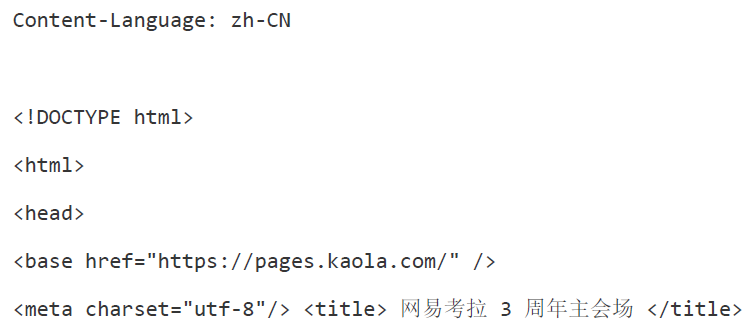 Content-Language: zh-CN
<!DOCTYPE html>
<html>
<head>
<base href="https://pages.kaola.com/" />
<meta charset="utf-8"/> <title> 网易考拉 3 周年主会场 </title>